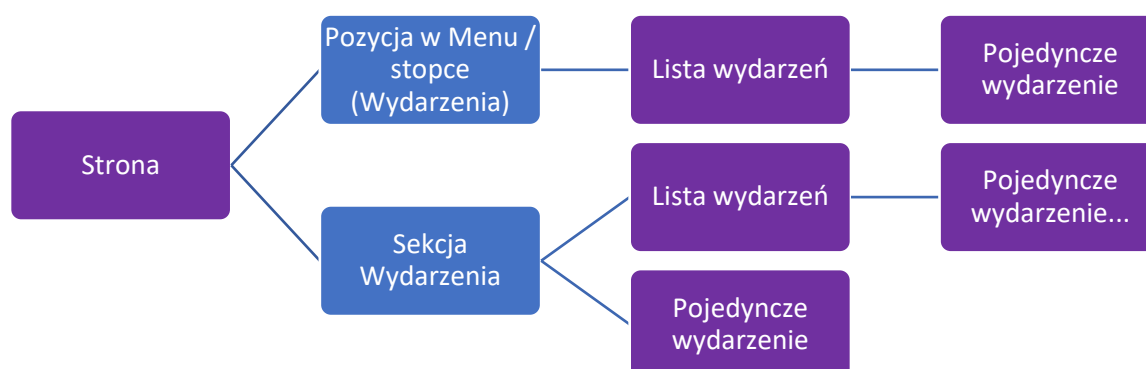 Strona
Pozycja w Menu /
stopce
(Wydarzenia)
Lista wydarzeń
Pojedyncze
wydarzenie
Sekcja
Wydarzenia
Lista wydarzeń
Pojedyncze
wydarzenie...
Pojedyncze
wydarzenie